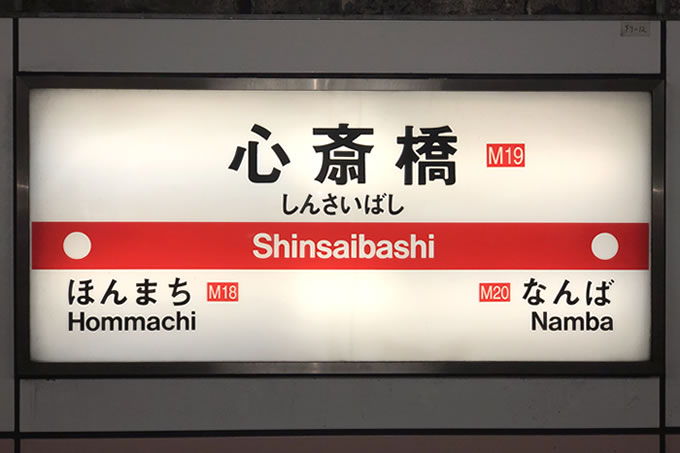 心斎橋 M19
しんさいばし
Shinsaibashi
ほんまち M18
Hommachi
M20 なんば
Namba